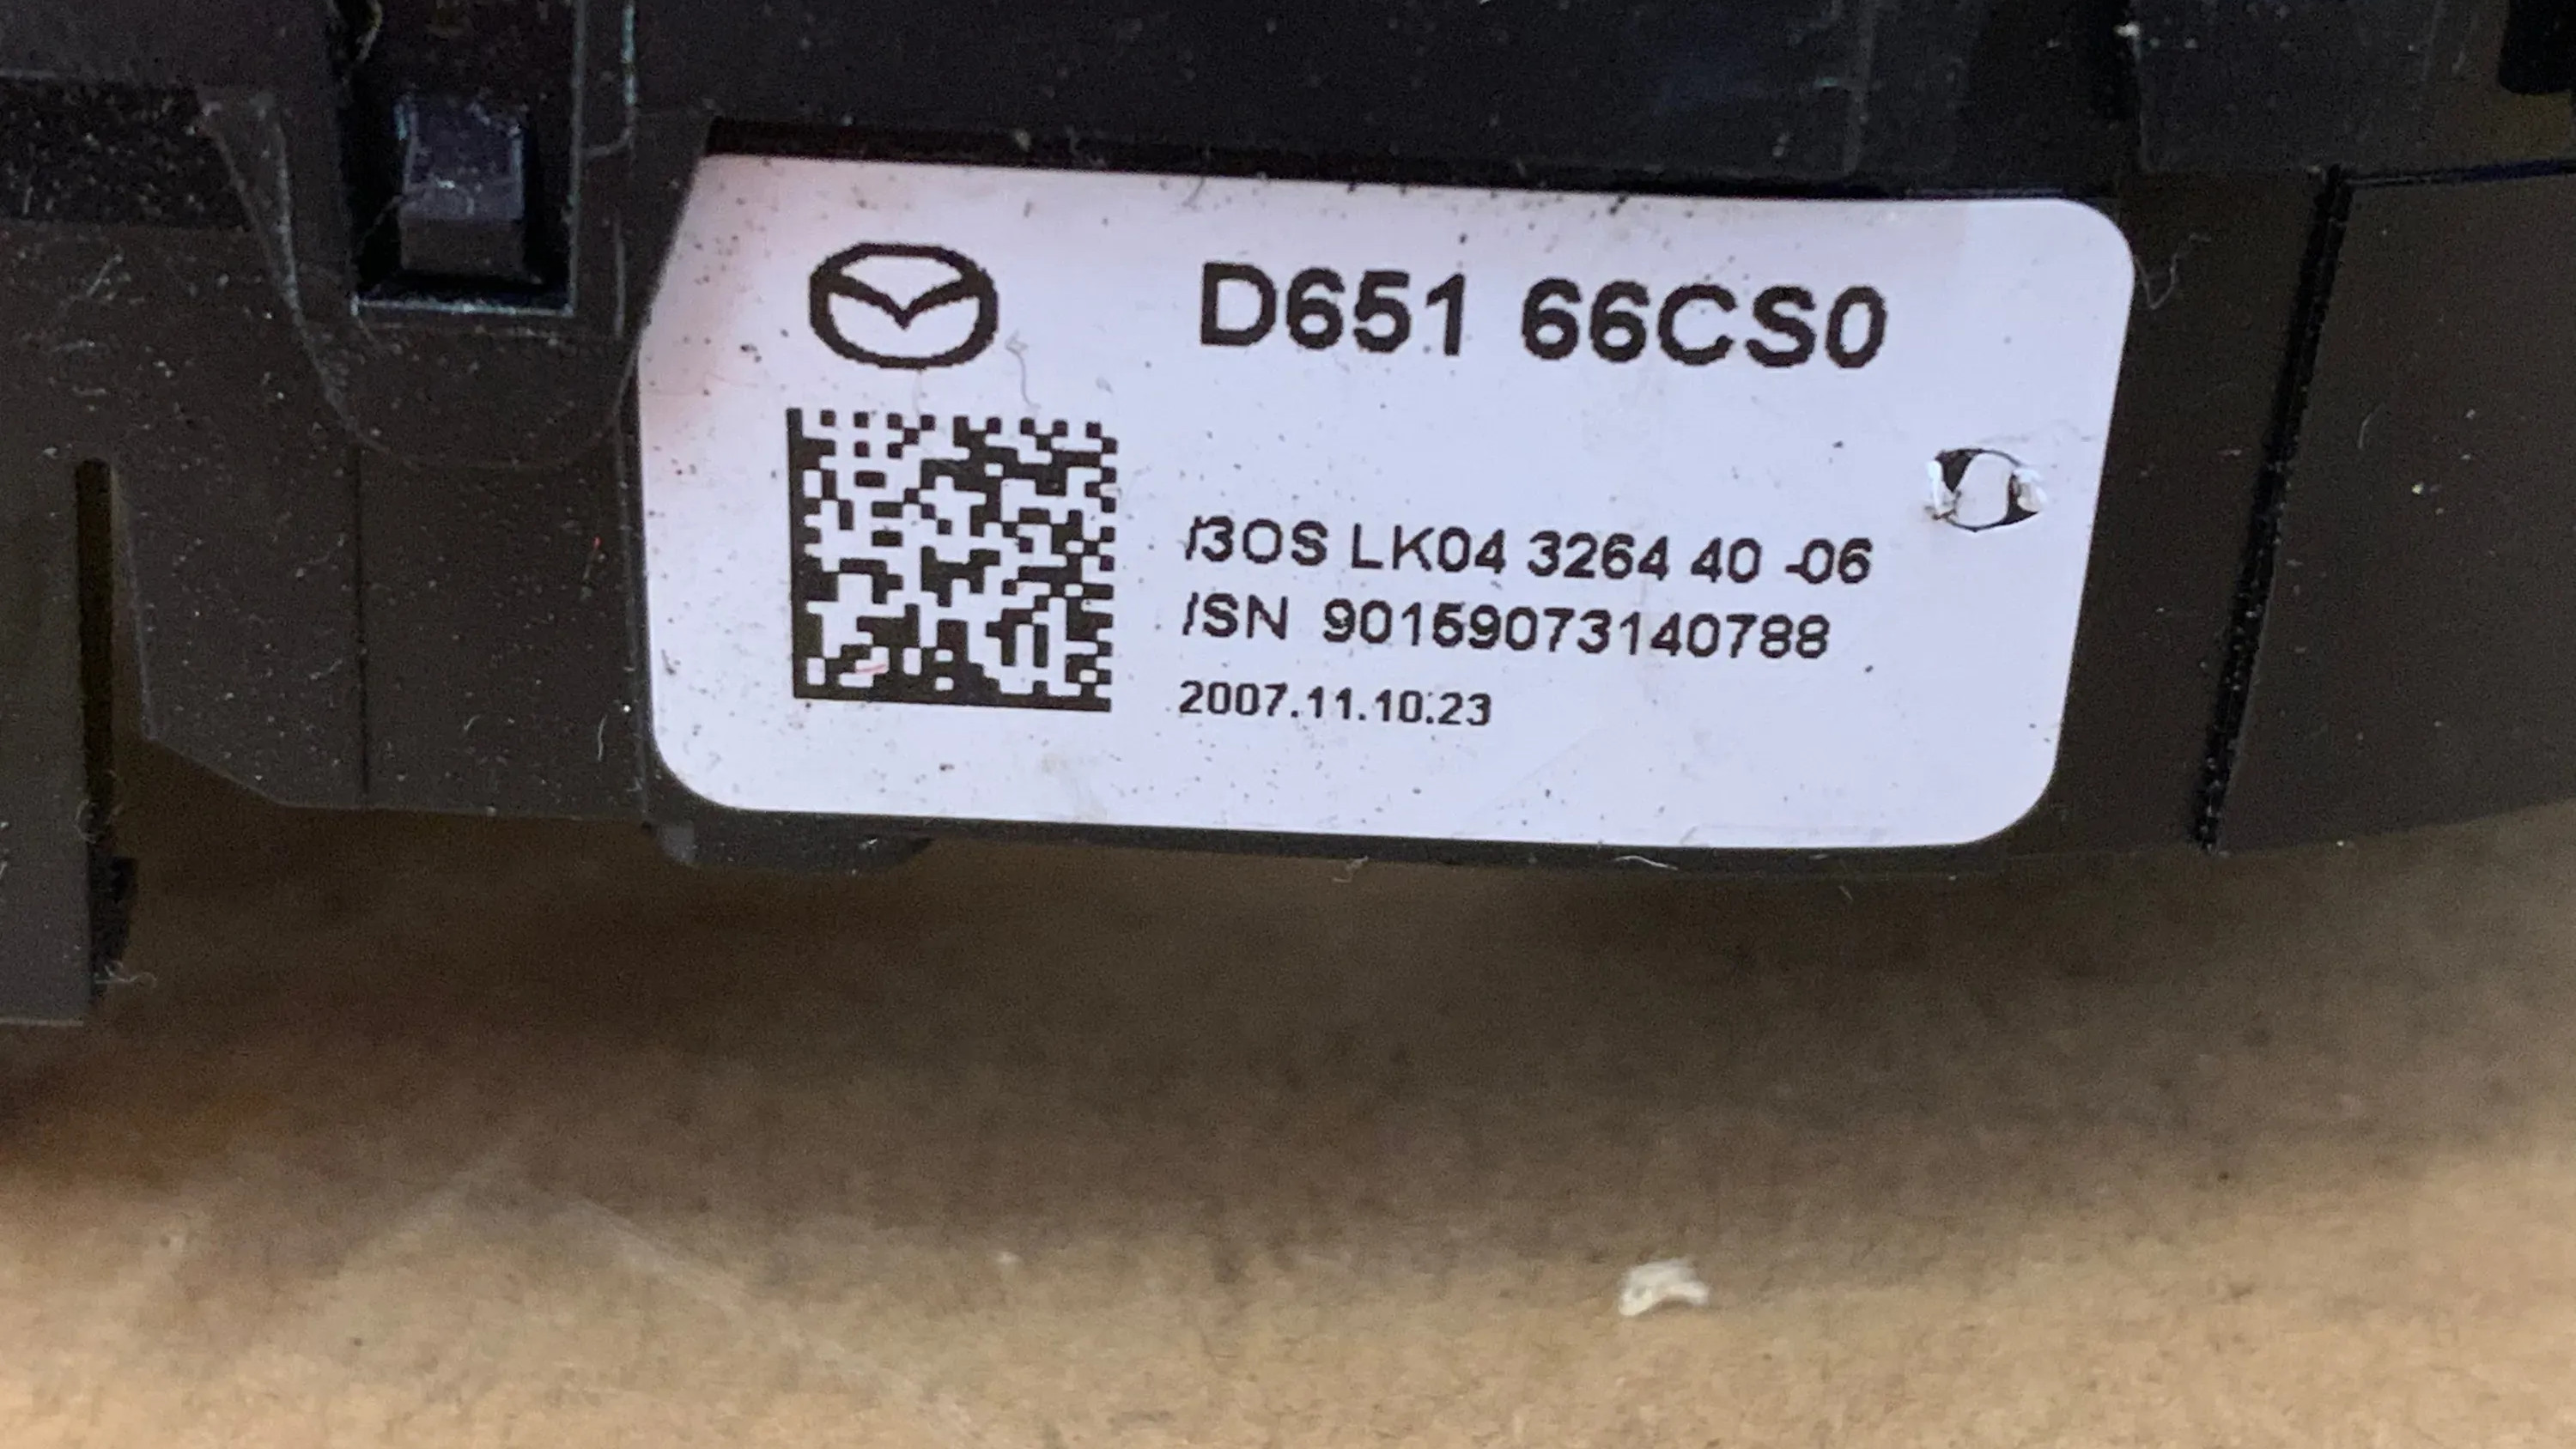 D651 66CS0
/3OS LK04 3264 40 -06
/SN 90159073140788
2007.11.10.23